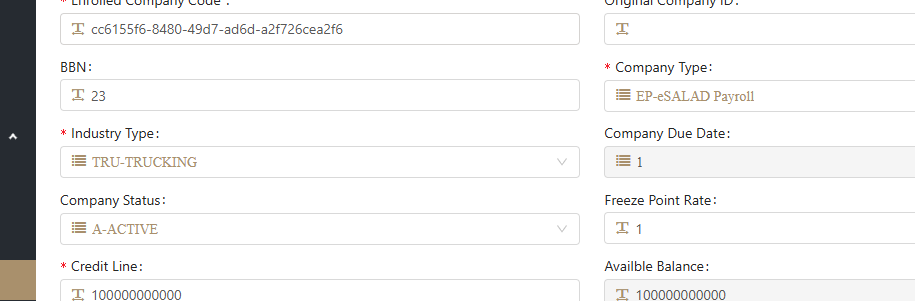 * Enrolled Company Code :
Original Company ID:
cc6155f6-8480-49d7-ad6d-a2f726cea2f6
BBN:
* Company Type:
23
EP-eSALAD Payroll
* Industry Type:
Company Due Date:
TRU-TRUCKING
1
Company Status:
Freeze Point Rate:
A-ACTIVE
1
* Credit Line:
Availble Balance:
100000000000
100000000000